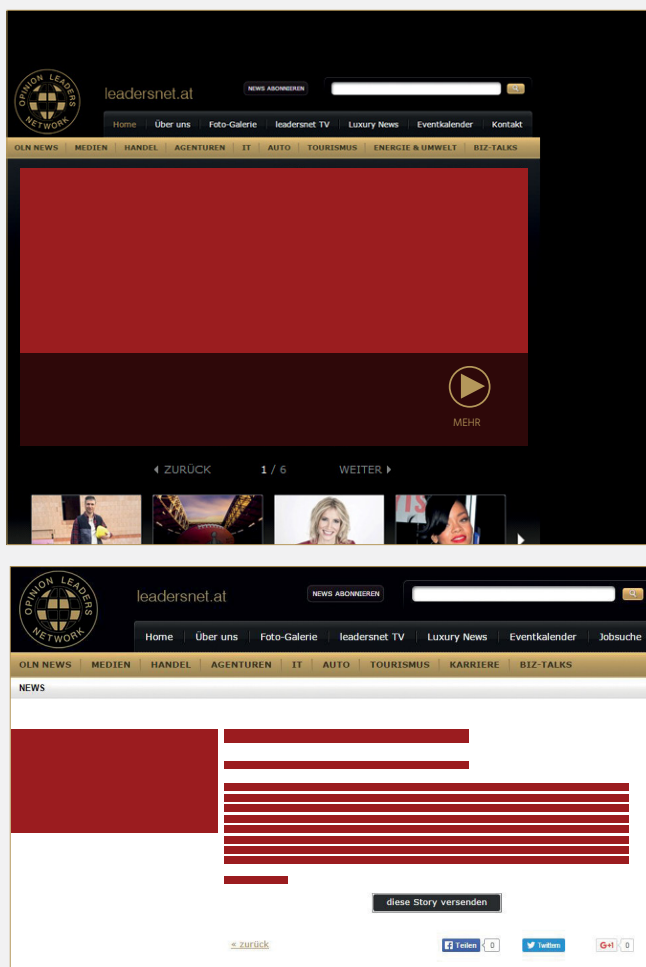 OPINION LEADERS NETWORK
leadersnet.at
NEWS ABONNIEREN
Home Über uns Foto-Galerie leadersnet TV Luxury News Eventkalender Kontakt
OLN NEWS MEDIEN HANDEL AGENTUREN IT AUTO TOURISMUS ENERGIE & UMWELT BIZ-TALKS
MEHR
ZURÜCK 1 / 6 WEITER
OPINION LEADERS NETWORK
leadersnet.at
NEWS ABONNIEREN
Home Über uns Foto-Galerie leadersnet TV Luxury News Eventkalender Jobsuche
OLN NEWS MEDIEN HANDEL AGENTUREN IT AUTO TOURISMUS KARRIERE BIZ-TALKS
NEWS
diese Story versenden
< zurück
Teilen 0 Twittern G+1 0